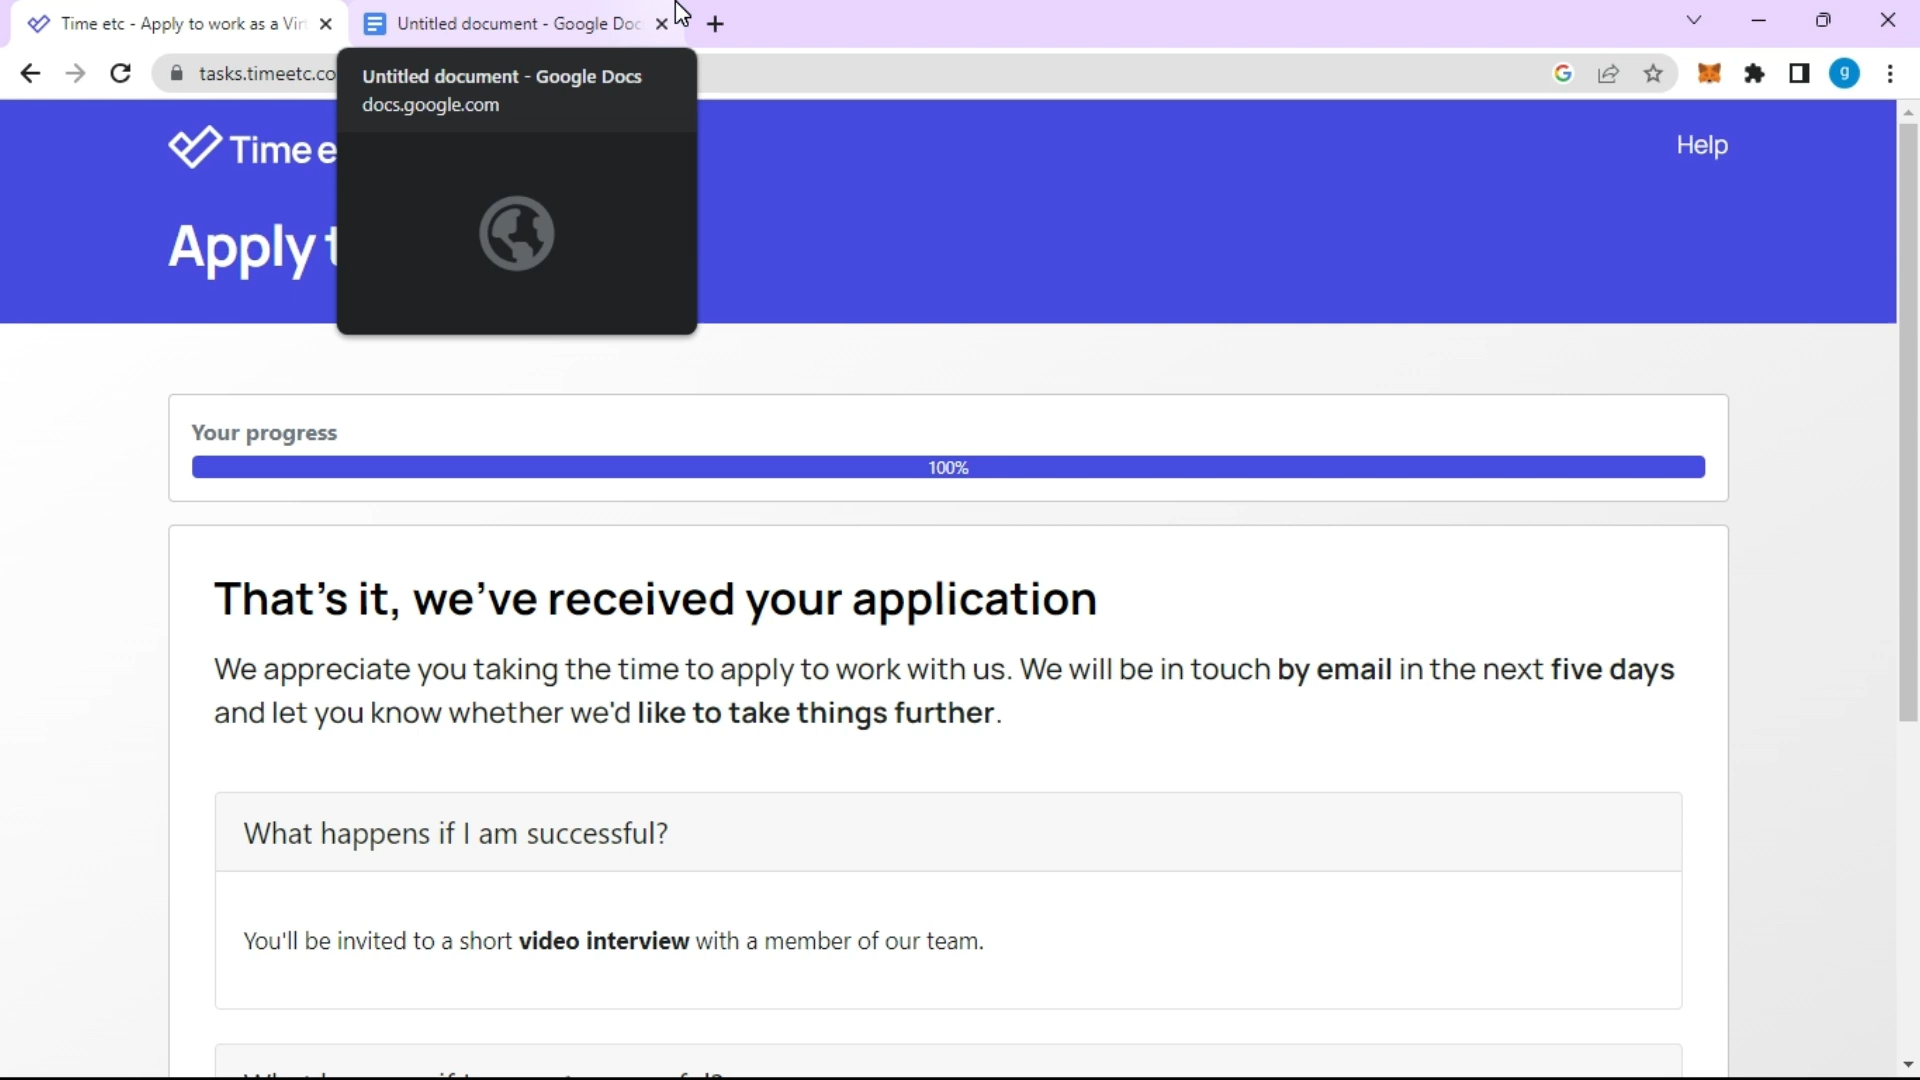 Time etc - Apply to work as a Vir
Untitled document - Google Doc
tasks.timeetc.co
g
Untitled document - Google Docs
docs.google.com
Time e
Help
Apply t
Your progress
100%
That's it, we've received your application
We appreciate you taking the time to apply to work with us. We will be in touch by email in the next five days
and let you know whether we'd like to take things further.
What happens if I am successful?
You'll be invited to a short video interview with a member of our team.